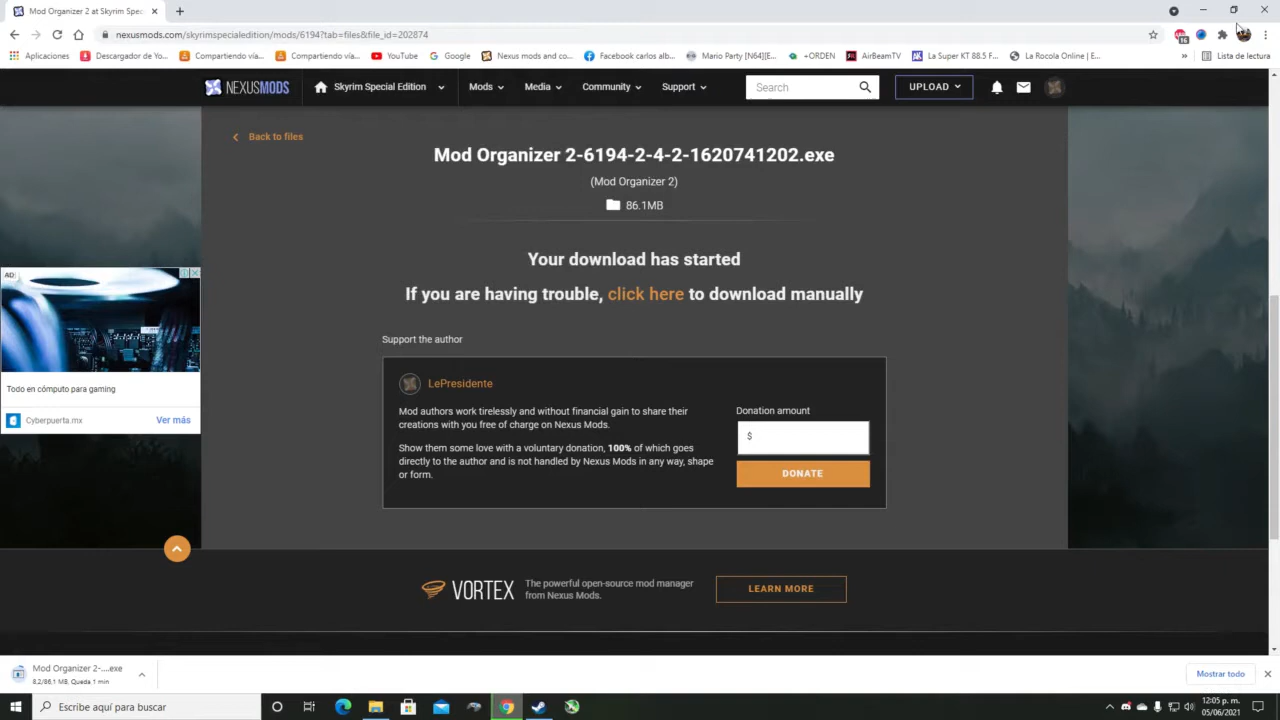 Mod Organizer 2 at Skyrim Speci
nexusmods.com/skyrimspecialedition/mods/6194?tab=files&file_id=202874
Aplicaciones
Descargador de Yo...
Compartiendo vía...
Compartiendo vía...
YouTube
Google
Nexus mods and co...
Facebook carlos alb...
Mario Party [N64][E...
+ORDEN
AirBeamTV
La Super KT 88.5 F...
La Rocola Online | E...
»
Lista de lectura
NEXUSMODS
Skyrim Special Edition
Mods
Media
Community
Support
Search
UPLOAD
Back to files
Mod Organizer 2-6194-2-4-2-1620741202.exe
(Mod Organizer 2)
86.1MB
Your download has started
If you are having trouble, click here to download manually
AD
Todo en cómputo para gaming
Cyberpuerta.mx
Ver más
Support the author
LePresidente
Mod authors work tirelessly and without financial gain to share their
creations with you free of charge on Nexus Mods.
Show them some love with a voluntary donation, 100% of which goes
directly to the author and is not handled by Nexus Mods in any way, shape
or form.
Donation amount
$
DONATE
VORTEX
The powerful open-source mod manager
from Nexus Mods.
LEARN MORE
Mod Organizer 2-....exe
8.2/86,1 MB, Queda 1 min
Mostrar todo
Escribe aquí para buscar
12:05 p. m.
05/06/2021